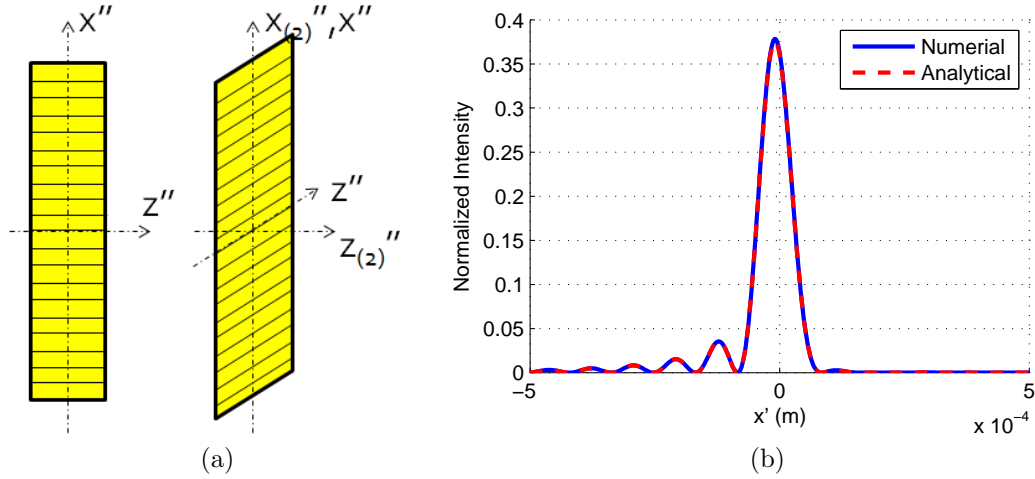 X″
X₍₂₎″,X″
Z″
Z″
Z₍₂₎″
(a)
0.4
0.35
0.3
0.25
0.2
0.15
0.1
0.05
0
Normalized Intensity
Numerial
Analytical
−5 0 5
x' (m)
x 10⁻⁴
(b)